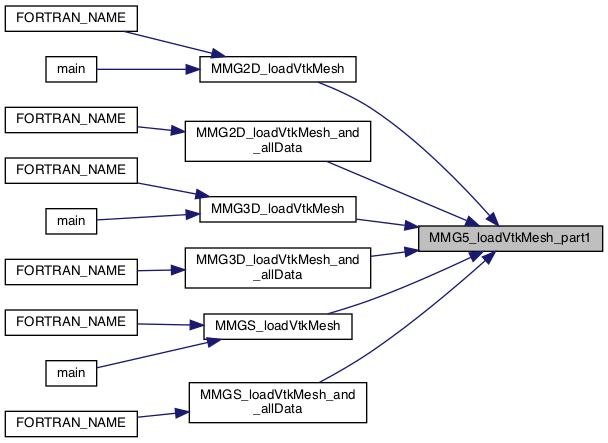 FORTRAN_NAME
main
MMG2D_loadVtkMesh
FORTRAN_NAME
MMG2D_loadVtkMesh_and
_allData
FORTRAN_NAME
main
MMG3D_loadVtkMesh
MMG5_loadVtkMesh_part1
FORTRAN_NAME
MMG3D_loadVtkMesh_and
_allData
FORTRAN_NAME
MMGS_loadVtkMesh
main
MMGS_loadVtkMesh_and
_allData
FORTRAN_NAME